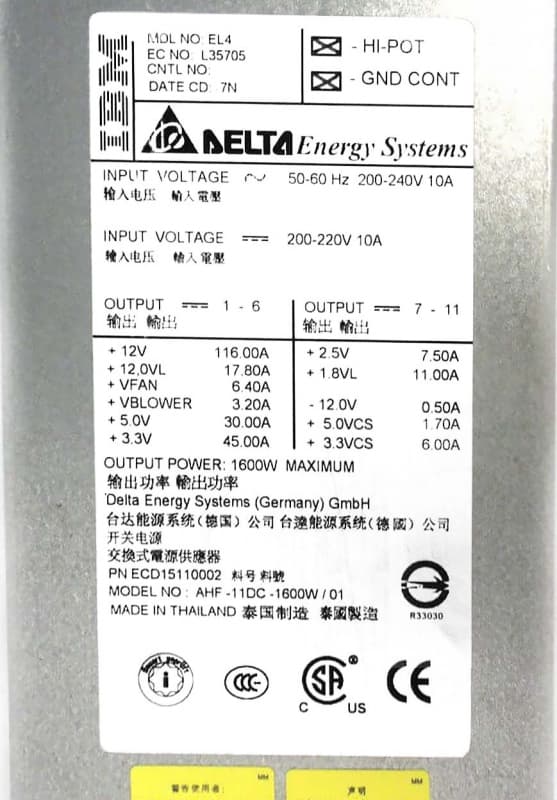 IBM
MDL NO: EL4
EC NO: L35705
CNTL NO:
DATE CD: 7N
- HI-POT
- GND CONT
DELTA Energy Systems
INPUT VOLTAGE 50-60 Hz 200-240V 10A
输入电压 輸入電壓
INPUT VOLTAGE 200-220V 10A
输入电压 輸入電壓
OUTPUT 1 - 6
输出 輸出
+ 12V 116.00A
+ 12,0VL 17.80A
+ VFAN 6.40A
+ VBLOWER 3.20A
+ 5.0V 30.00A
+ 3.3V 45.00A
OUTPUT 7 - 11
输出 輸出
+ 2.5V 7.50A
+ 1.8VL 11.00A
- 12.0V 0.50A
+ 5.0VCS 1.70A
+ 3.3VCS 6.00A
OUTPUT POWER: 1600W MAXIMUM
输出功率 輸出功率
Delta Energy Systems (Germany) GmbH
台达能源系统(德国)公司 台達能源系統(德國)公司
开关电源
交換式電源供應器
PN ECD15110002 料号 料號
MODEL NO : AHF -11DC -1600W / 01
MADE IN THAILAND 泰国制造 泰國製造
R33030
CCC
SA
C US
CE
警告使用者:
声明